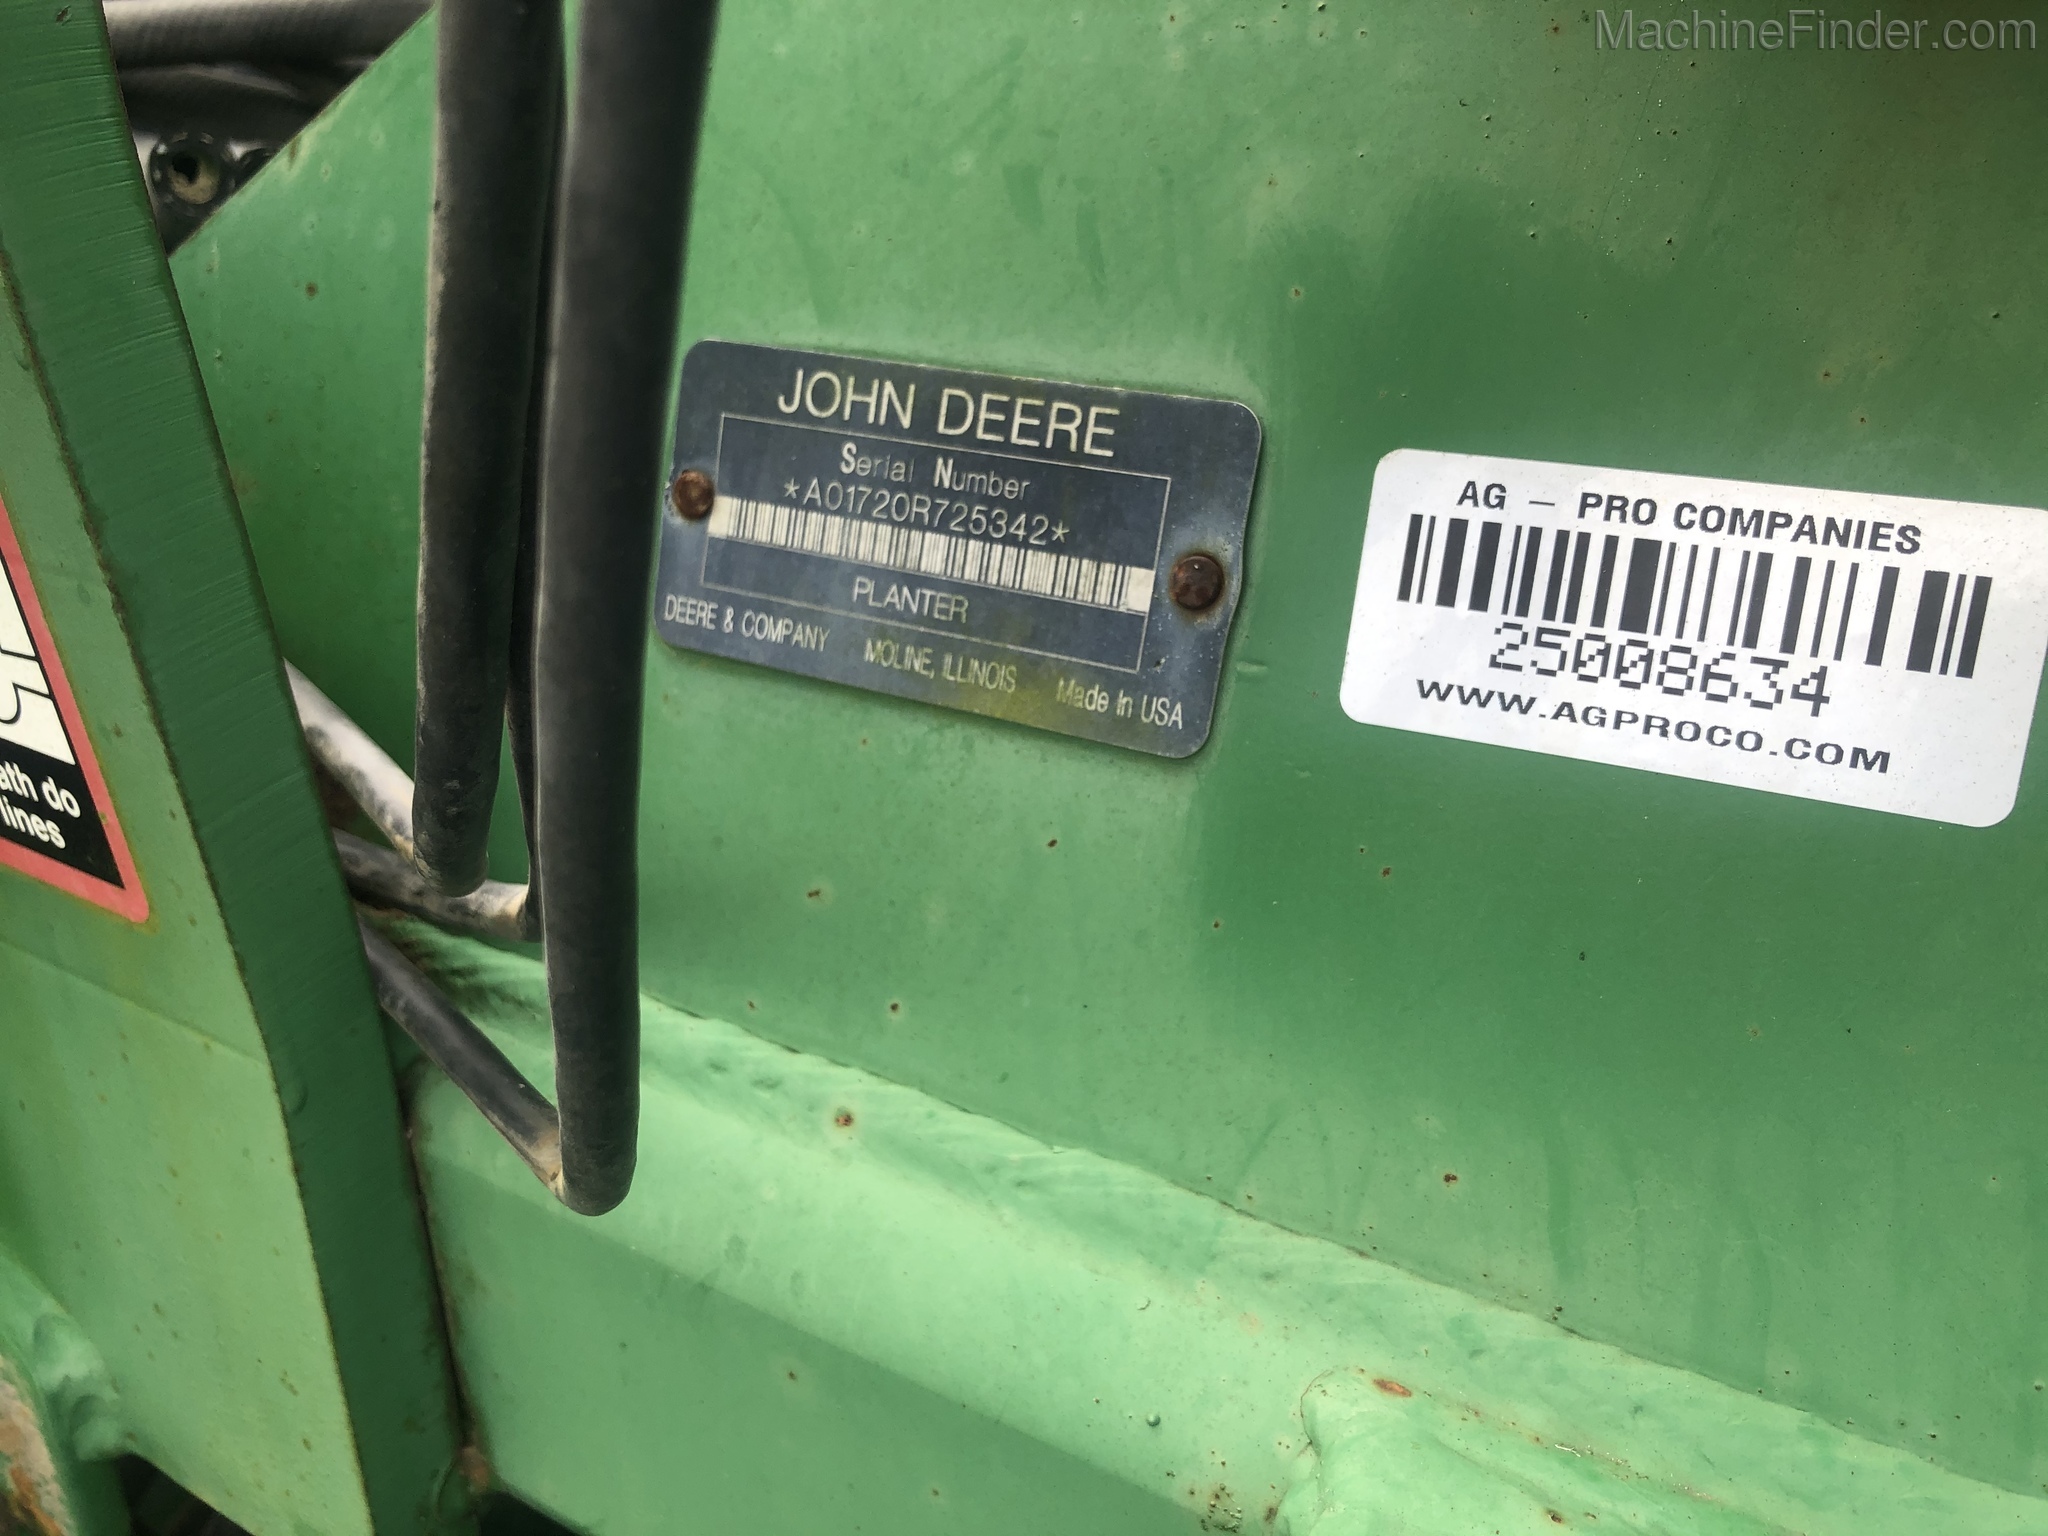 MachineFinder.com
JOHN DEERE
Serial Number
*A01720R725342*
PLANTER
DEERE & COMPANY MOLINE, ILLINOIS Made in USA
AG - PRO COMPANIES
25008634
WWW.AGPROCO.COM
ath do
lines